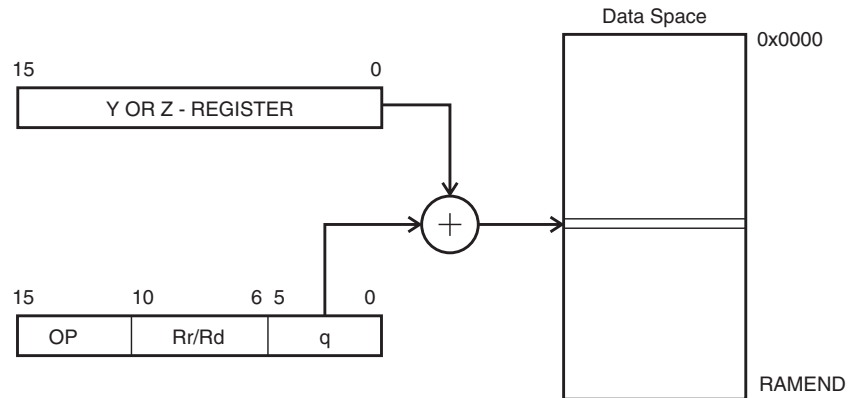 Data Space
0x0000
15 0
Y OR Z - REGISTER
+
15 10 6 5 0
OP Rr/Rd q
RAMEND